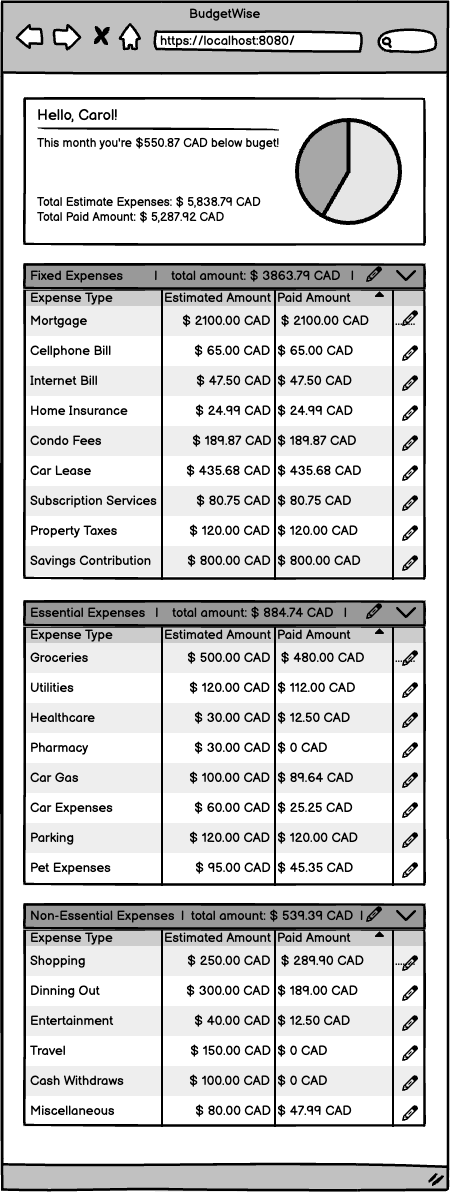 BudgetWise
https://localhost:8080/
Hello, Carol!
This month you're $550.87 CAD below buget!
Total Estimate Expenses: $ 5,838.79 CAD
Total Paid Amount: $ 5,287.92 CAD
Fixed Expenses | total amount: $ 3863.79 CAD |
Expense Type Estimated Amount Paid Amount
Mortgage $ 2100.00 CAD $ 2100.00 CAD ......
Cellphone Bill $ 65.00 CAD $ 65.00 CAD
Internet Bill $ 47.50 CAD $ 47.50 CAD
Home Insurance $ 24.99 CAD $ 24.99 CAD
Condo Fees $ 189.87 CAD $ 189.87 CAD
Car Lease $ 435.68 CAD $ 435.68 CAD
Subscription Services $ 80.75 CAD $ 80.75 CAD
Property Taxes $ 120.00 CAD $ 120.00 CAD
Savings Contribution $ 800.00 CAD $ 800.00 CAD
Essential Expenses | total amount: $ 884.74 CAD |
Expense Type Estimated Amount Paid Amount
Groceries $ 500.00 CAD $ 480.00 CAD ......
Utilities $ 120.00 CAD $ 112.00 CAD
Healthcare $ 30.00 CAD $ 12.50 CAD
Pharmacy $ 30.00 CAD $ 0 CAD
Car Gas $ 100.00 CAD $ 89.64 CAD
Car Expenses $ 60.00 CAD $ 25.25 CAD
Parking $ 120.00 CAD $ 120.00 CAD
Pet Expenses $ 95.00 CAD $ 45.35 CAD
Non-Essential Expenses | total amount: $ 539.39 CAD |
Expense Type Estimated Amount Paid Amount
Shopping $ 250.00 CAD $ 289.90 CAD ......
Dinning Out $ 300.00 CAD $ 189.00 CAD
Entertainment $ 40.00 CAD $ 12.50 CAD
Travel $ 150.00 CAD $ 0 CAD
Cash Withdraws $ 100.00 CAD $ 0 CAD
Miscellaneous $ 80.00 CAD $ 47.99 CAD